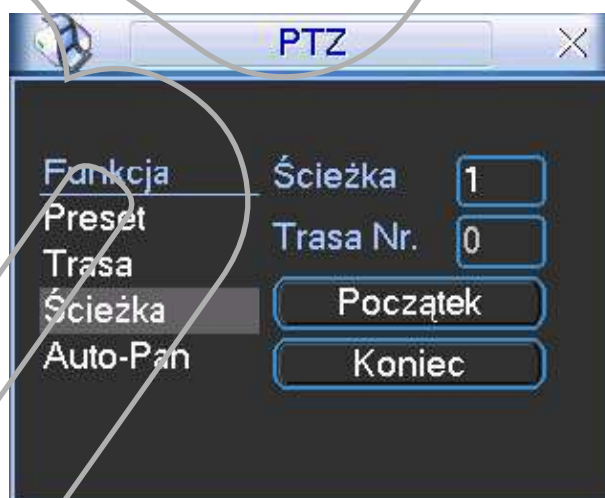 PTZ
Funkcja
Preset
Trasa
Ścieżka
Auto-Pan
Ścieżka 1
Trasa Nr. 0
Początek
Koniec